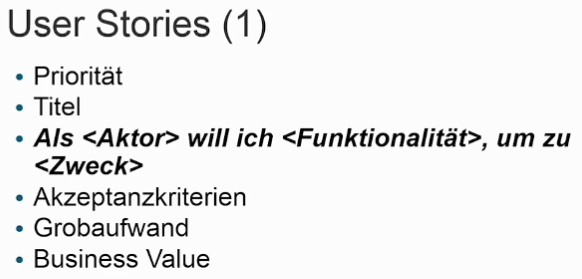 User Stories (1)
• Priorität
• Titel
• Als <Aktor> will ich <Funktionalität>, um zu
<Zweck>
• Akzeptanzkriterien
• Grobaufwand
• Business Value